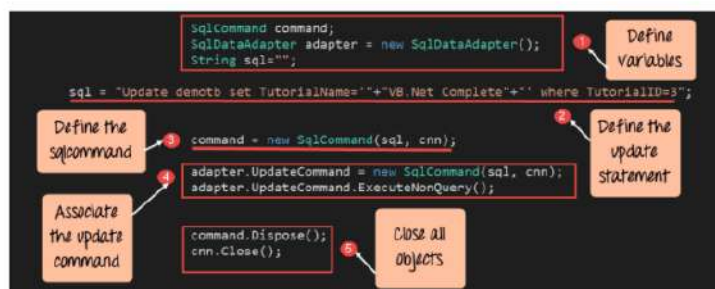 SqlCommand command;
SqlDataAdapter adapter = new SqlDataAdapter();
String sql="";
1
Define
variables
sql = "Update demotb set TutorialName='"+"VB.Net Complete"+"' where TutorialID=3";
Define the
sqlcommand
3
command = new SqlCommand(sql, cnn);
2
Define the
update
statement
4
adapter.UpdateCommand = new SqlCommand(sql, cnn);
adapter.UpdateCommand.ExecuteNonQuery();
Associate
the update
command
command.Dispose();
cnn.Close();
5
Close all
objects